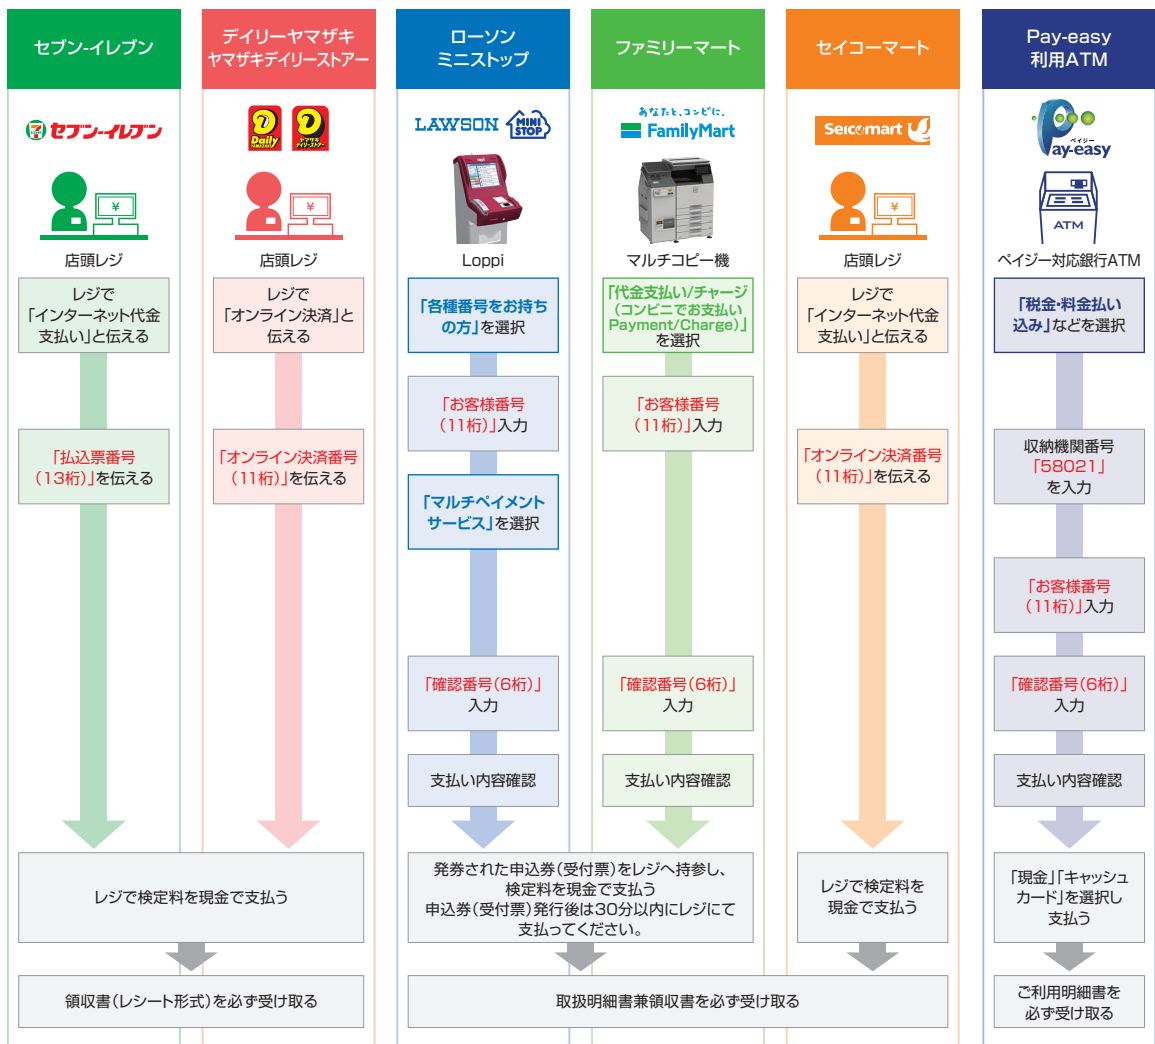 セブン-イレブン
セブン-イレブン
¥
店頭レジ
レジで
「インターネット代金
支払い」と伝える
「払込票番号
(13桁)」を伝える
デイリーヤマザキ
ヤマザキデイリーストアー
Daily
YAMAZAKI
ヤマザキ
デイリーストアー
¥
店頭レジ
レジで
「オンライン決済」と
伝える
「オンライン決済番号
(11桁)」を伝える
レジで検定料を現金で支払う
領収書(レシート形式)を必ず受け取る
ローソン
ミニストップ
LAWSON
MINI
STOP
Loppi
「各種番号をお持ち
の方」を選択
「お客様番号
(11桁)」入力
「マルチペイメント
サービス」を選択
「確認番号(6桁)」
入力
支払い内容確認
ファミリーマート
あなたと、コンビに、
FamilyMart
マルチコピー機
「代金支払い/チャージ
(コンビニでお支払い
Payment/Charge)」
を選択
「お客様番号
(11桁)」入力
「確認番号(6桁)」
入力
支払い内容確認
発券された申込券(受付票)をレジへ持参し、
検定料を現金で支払う
申込券(受付票)発行後は30分以内にレジにて
支払ってください。
セイコーマート
Seicomart
¥
店頭レジ
レジで
「インターネット代金
支払い」と伝える
「オンライン決済番号
(11桁)」を伝える
レジで検定料を
現金で支払う
取扱明細書兼領収書を必ず受け取る
Pay-easy
利用ATM
ペイジー
Pay-easy
ATM
ペイジー対応銀行ATM
「税金・料金払い
込み」などを選択
収納機関番号
「58021」
を入力
「お客様番号
(11桁)」入力
「確認番号(6桁)」
入力
支払い内容確認
「現金」「キャッシュ
カード」を選択し
支払う
ご利用明細書を
必ず受け取る